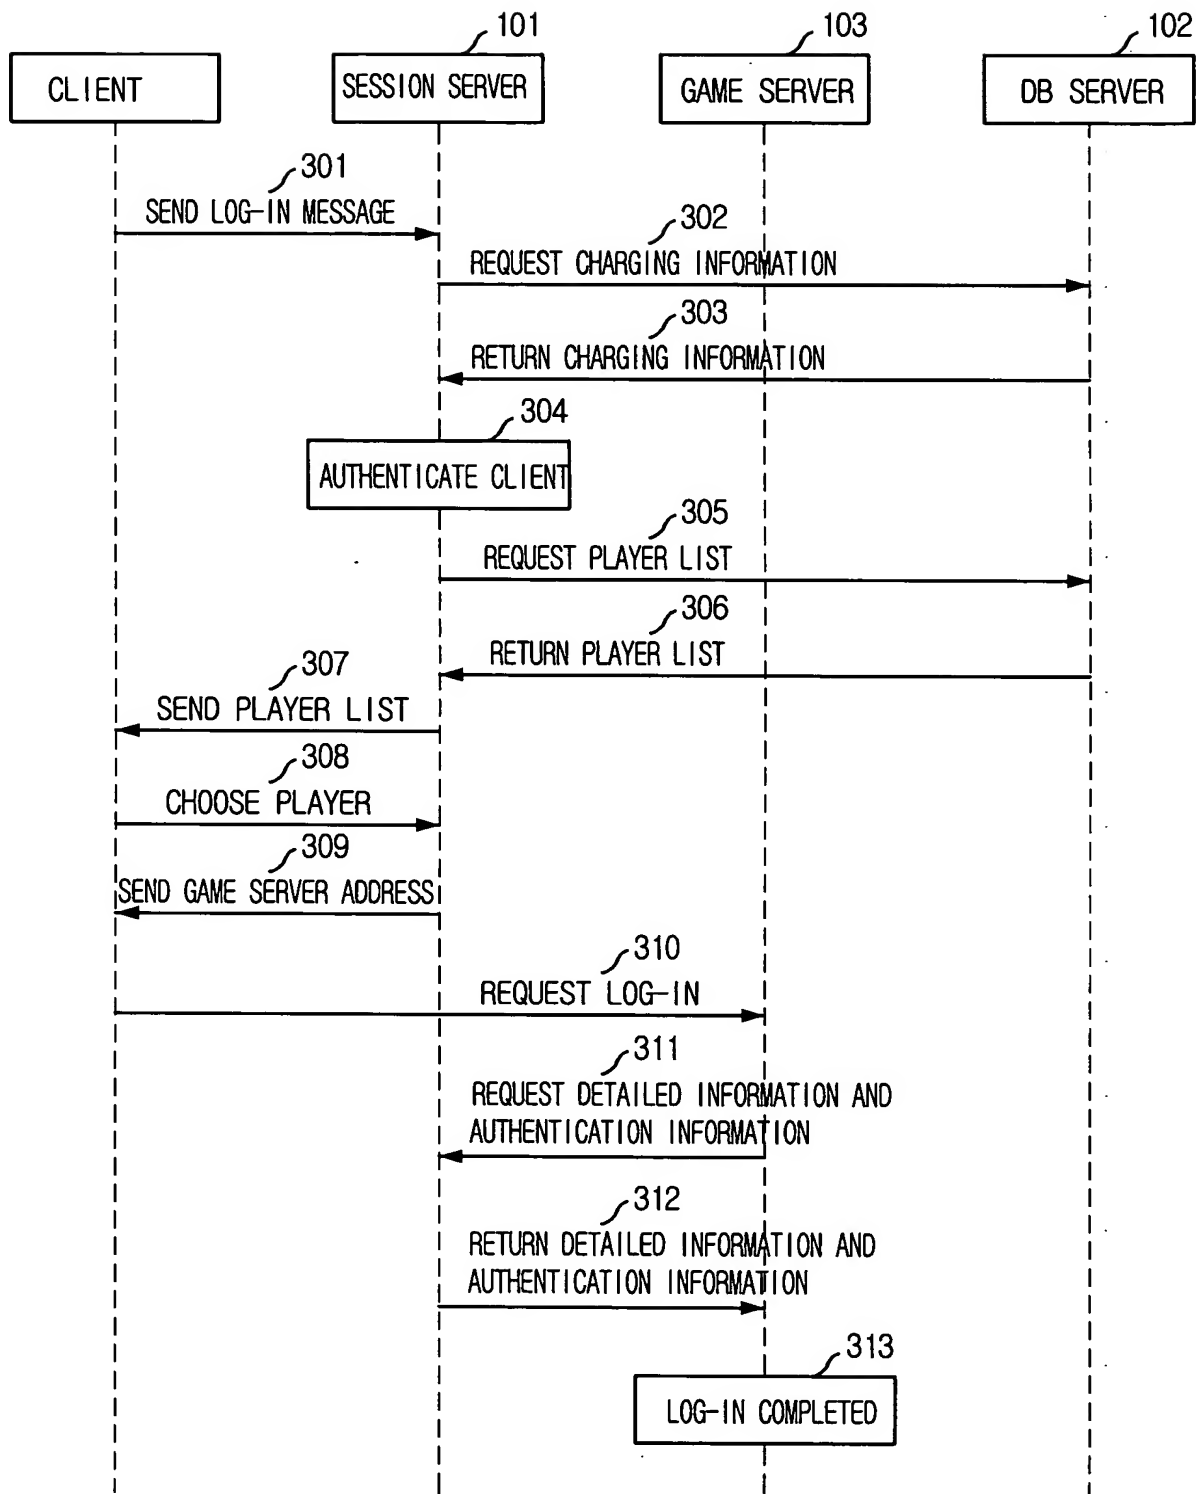 101
103
102
CLIENT
SESSION SERVER
GAME SERVER
DB SERVER
301
SEND LOG-IN MESSAGE
302
REQUEST CHARGING INFORMATION
303
RETURN CHARGING INFORMATION
304
AUTHENTICATE CLIENT
305
REQUEST PLAYER LIST
306
RETURN PLAYER LIST
307
SEND PLAYER LIST
308
CHOOSE PLAYER
309
SEND GAME SERVER ADDRESS
310
REQUEST LOG-IN
311
REQUEST DETAILED INFORMATION AND
AUTHENTICATION INFORMATION
312
RETURN DETAILED INFORMATION AND
AUTHENTICATION INFORMATION
313
LOG-IN COMPLETED